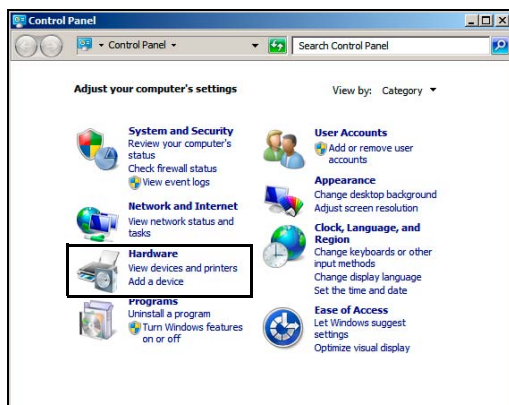 Control Panel
Control Panel
Search Control Panel
Adjust your computer's settings
View by: Category
System and Security
Review your computer's
status
Check firewall status
View event logs
Network and Internet
View network status and
tasks
Hardware
View devices and printers
Add a device
Programs
Uninstall a program
Turn Windows features
on or off
User Accounts
Add or remove user
accounts
Appearance
Change desktop background
Adjust screen resolution
Clock, Language, and
Region
Change keyboards or other
input methods
Change display language
Set the time and date
Ease of Access
Let Windows suggest
settings
Optimize visual display